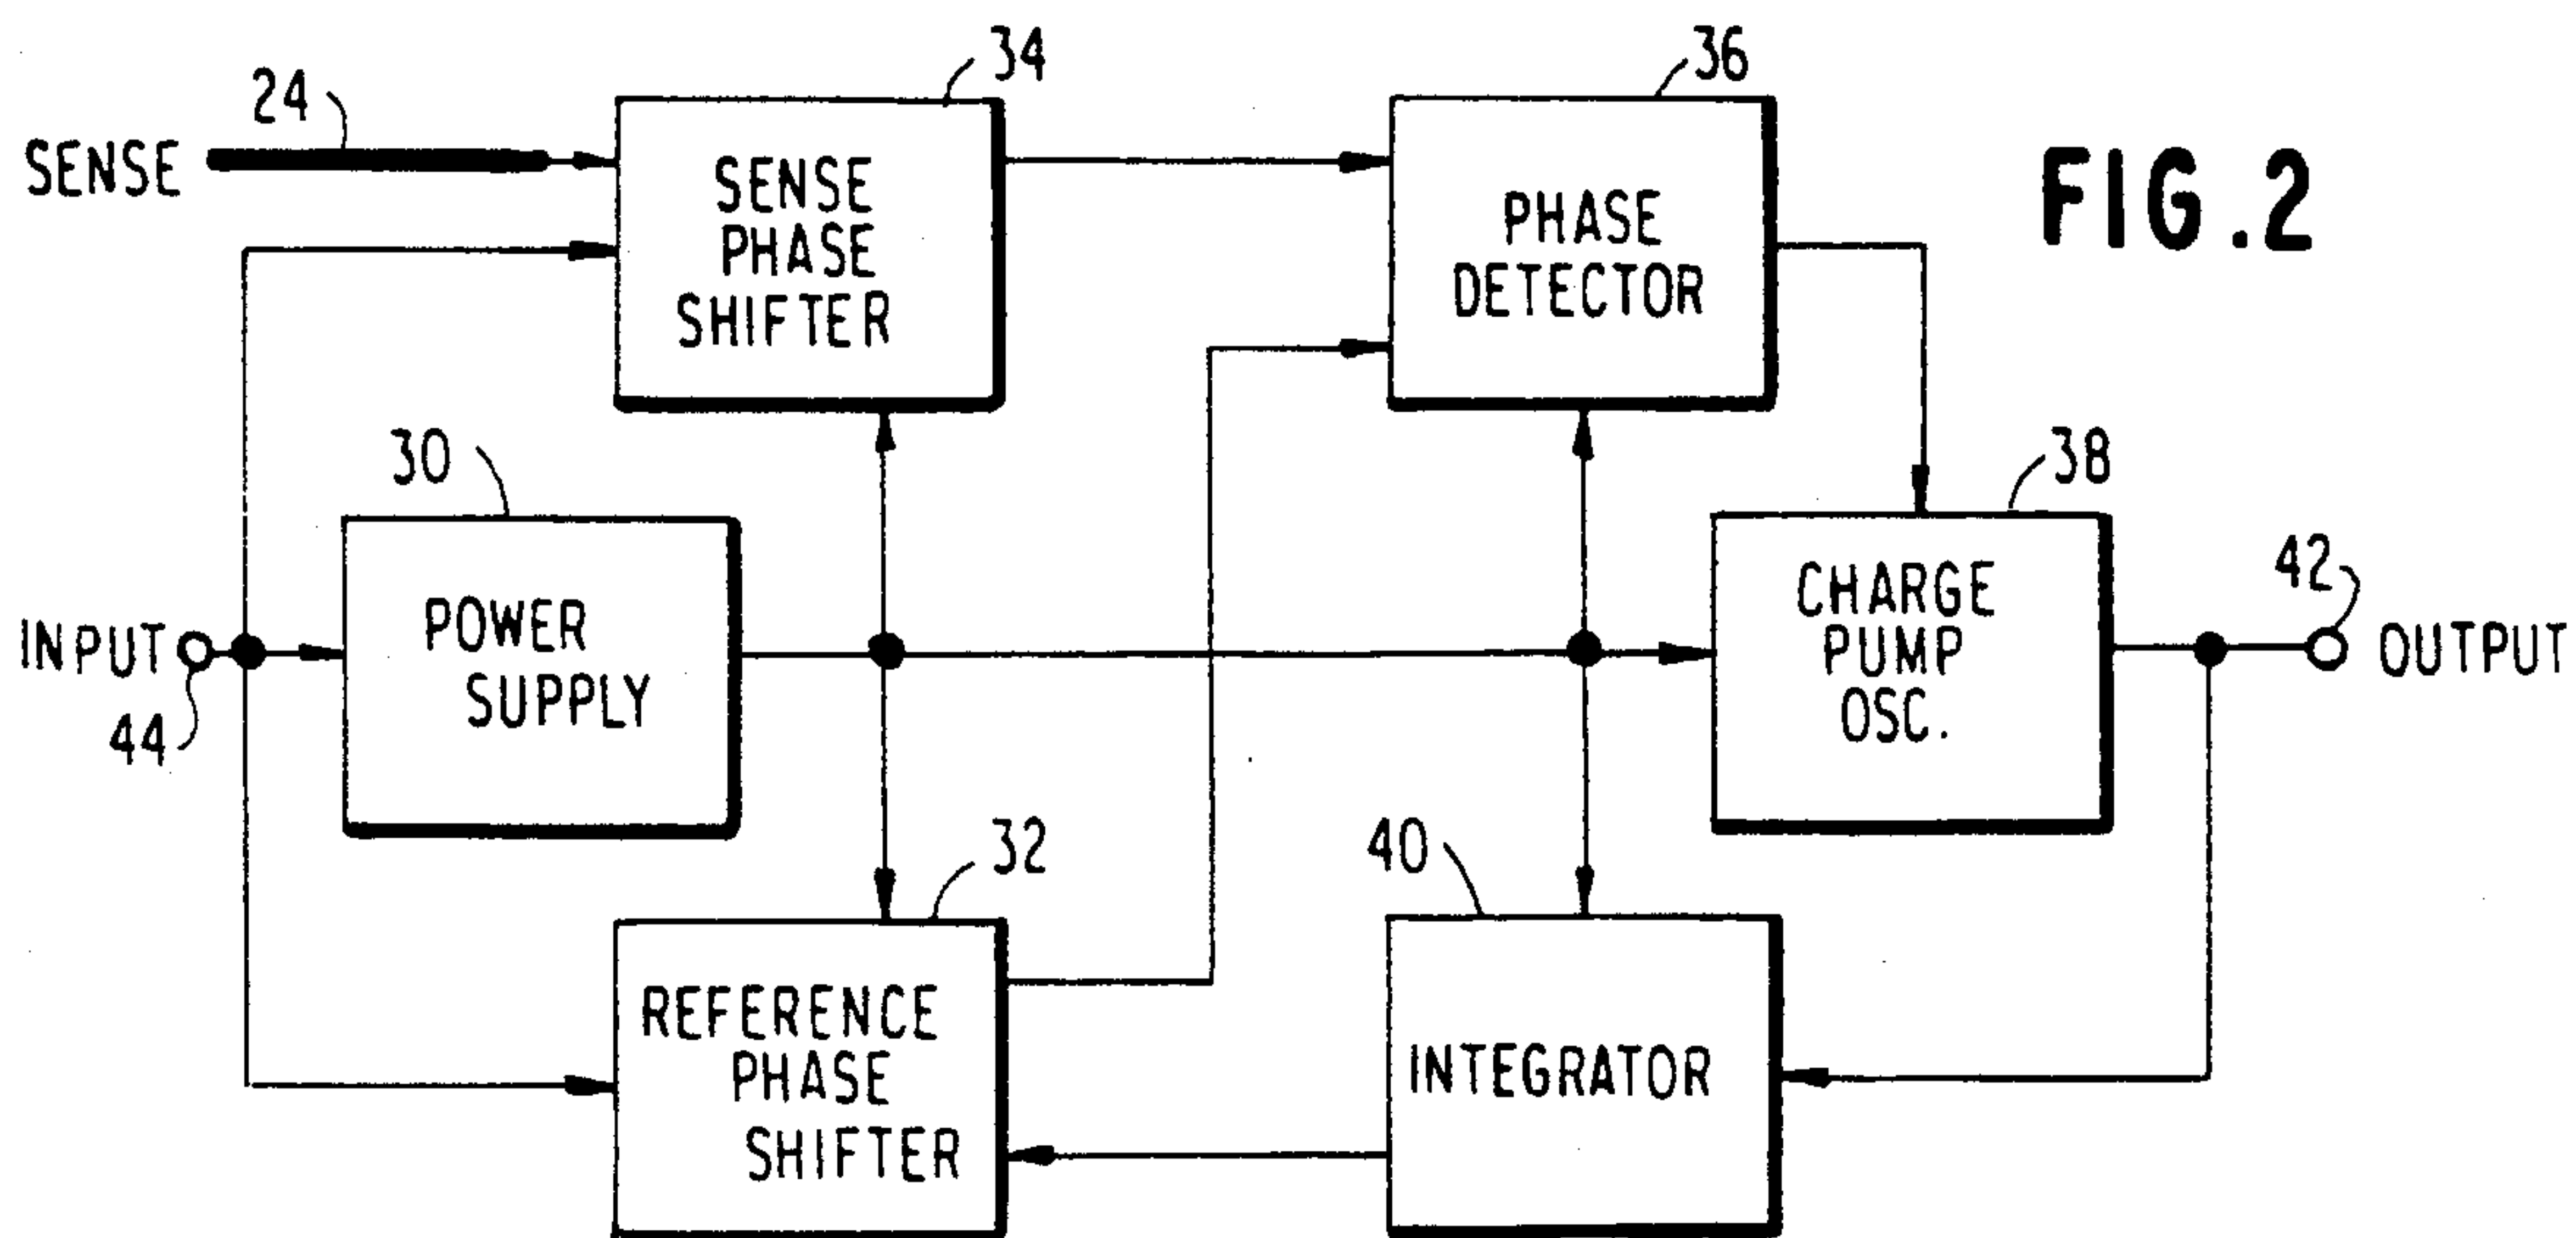 34
36
24
SENSE
SENSE
PHASE
SHIFTER
PHASE
DETECTOR
FIG.2
30
38
POWER
SUPPLY
CHARGE
PUMP
OSC.
42
INPUT
OUTPUT
44
32
40
REFERENCE
PHASE
SHIFTER
INTEGRATOR